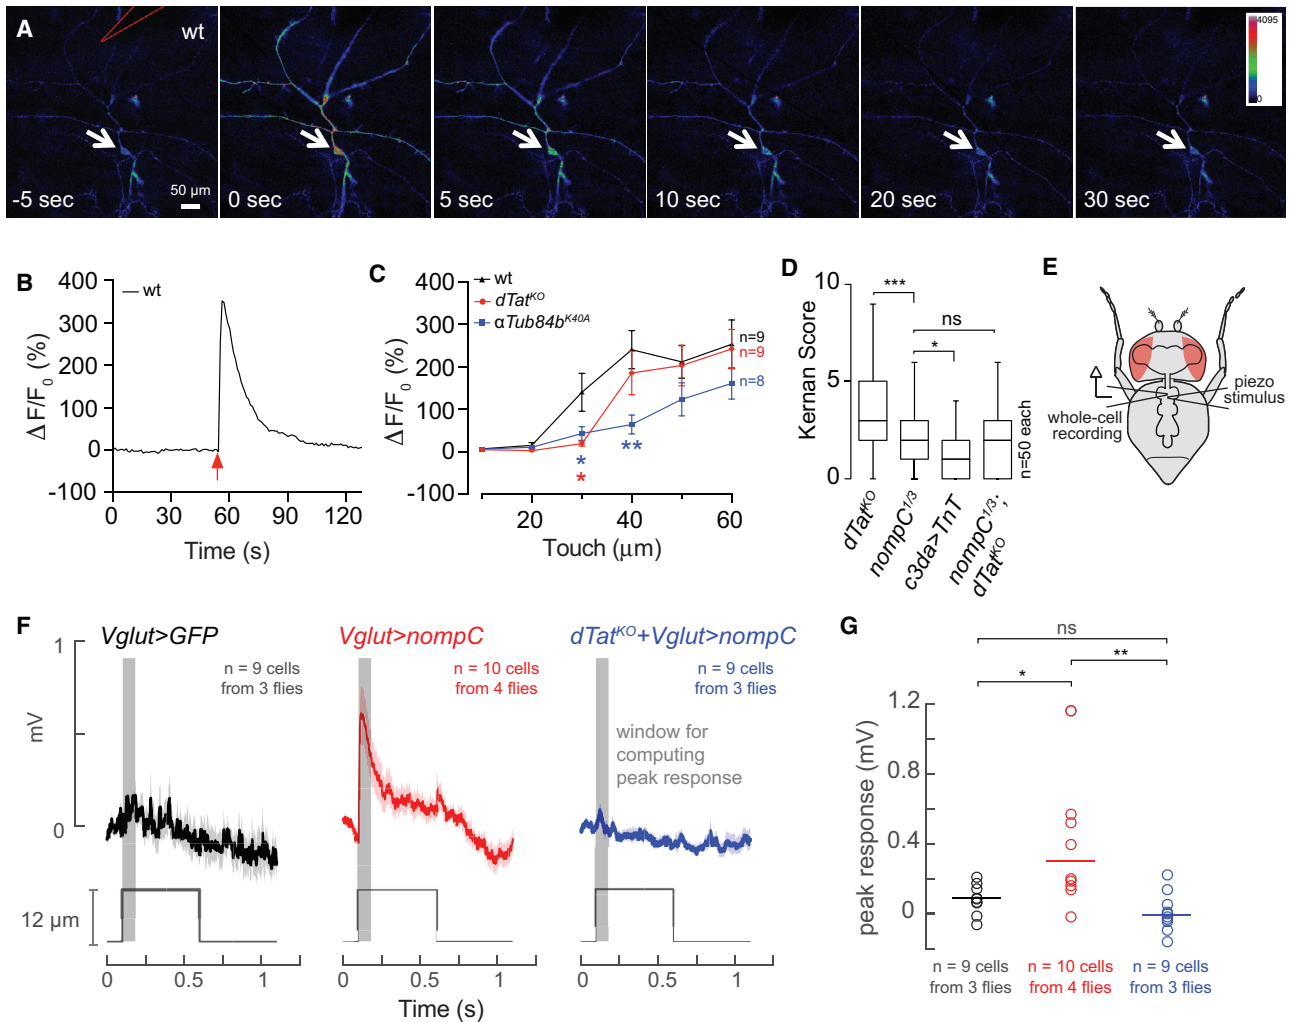 A
wt
4095
0
-5 sec
50 µm
0 sec
5 sec
10 sec
20 sec
30 sec
B
400
300
200
100
0
-100
wt
ΔF/F0 (%)
0
30
60
90
120
Time (s)
C
400
300
200
100
0
-100
wt
dTatKO
αTub84bK40A
n=9
n=9
n=8
*
*
**
ΔF/F0 (%)
20
40
60
Touch (µm)
D
10
5
0
Kernan Score
***
ns
*
n=50 each
dTatKO
nompC1/3
c3da>TnT
nompC1/3;
dTatKO
E
piezo
stimulus
whole-cell
recording
F
1
0
mV
Vglut>GFP
n = 9 cells
from 3 flies
Vglut>nompC
n = 10 cells
from 4 flies
dTatKO+Vglut>nompC
n = 9 cells
from 3 flies
window for
computing
peak response
12 µm
0
0.5
1
0
0.5
1
0
0.5
1
Time (s)
G
ns
**
*
1.2
0.8
0.4
0
peak response (mV)
n = 9 cells
from 3 flies
n = 10 cells
from 4 flies
n = 9 cells
from 3 flies